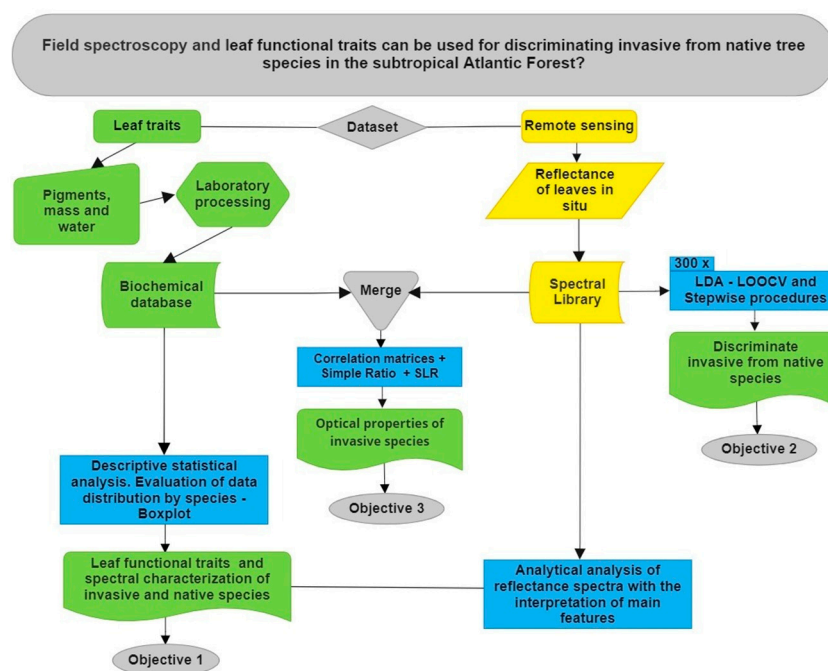 Field spectroscopy and leaf functional traits can be used for discriminating invasive from native tree
species in the subtropical Atlantic Forest?
Leaf traits
Dataset
Remote sensing
Pigments,
mass and
water
Laboratory
processing
Reflectance
of leaves in
situ
Biochemical
database
Merge
Spectral
Library
300 x
LDA - LOOCV and
Stepwise procedures
Correlation matrices +
Simple Ratio + SLR
Discriminate
invasive from native
species
Optical properties of
invasive species
Objective 2
Descriptive statistical
analysis. Evaluation of data
distribution by species -
Boxplot
Objective 3
Leaf functional traits and
spectral characterization of
invasive and native species
Analytical analysis of
reflectance spectra with the
interpretation of main
features
Objective 1